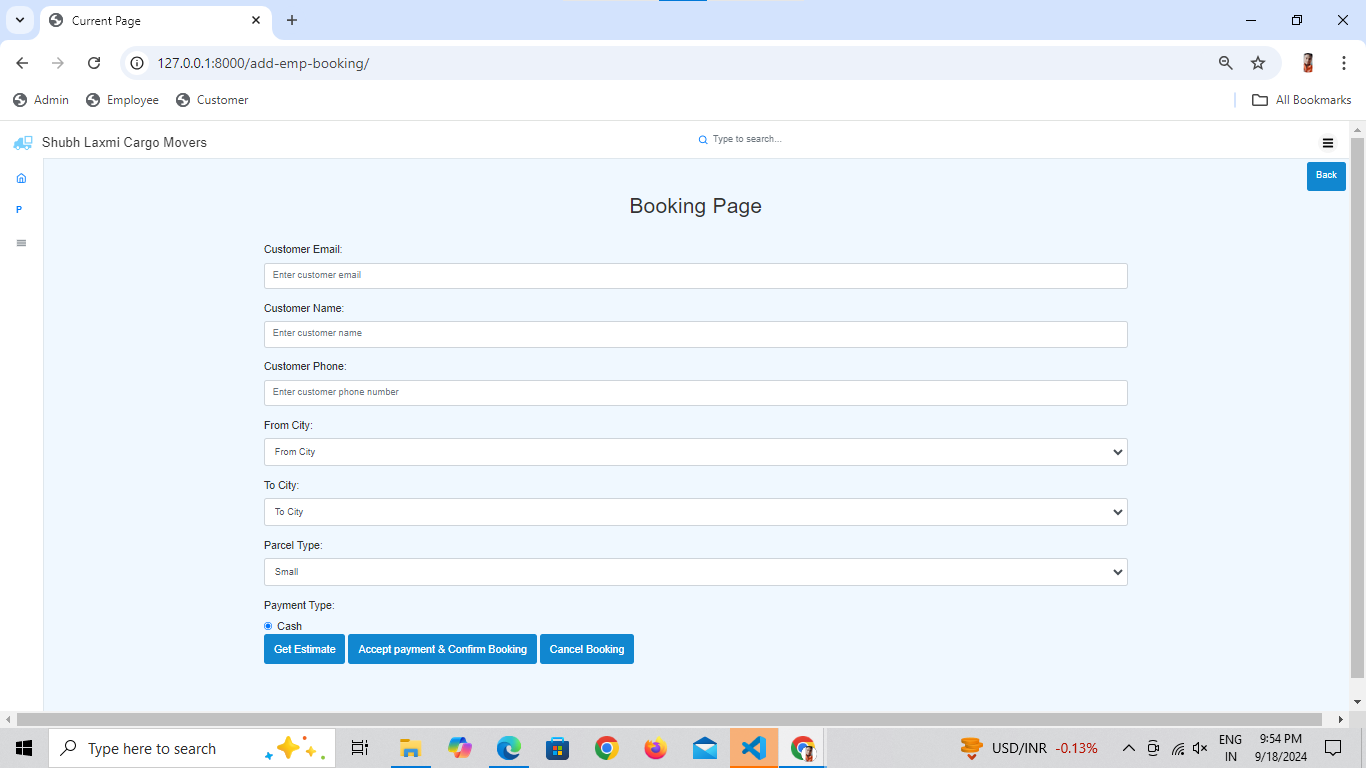 Current Page
127.0.0.1:8000/add-emp-booking/
Admin Employee Customer All Bookmarks
Shubh Laxmi Cargo Movers Type to search...
Back
P
Booking Page
Customer Email:
Enter customer email
Customer Name:
Enter customer name
Customer Phone:
Enter customer phone number
From City:
From City
To City:
To City
Parcel Type:
Small
Payment Type:
Cash
Get Estimate Accept payment & Confirm Booking Cancel Booking
Type here to search USD/INR -0.13% ENG 9:54 PM
IN 9/18/2024